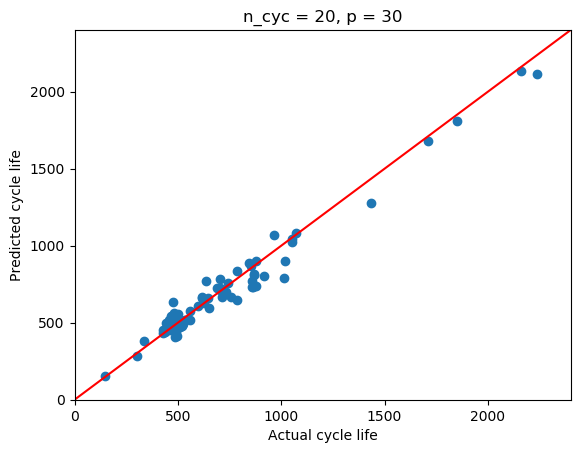 n_cyc = 20, p = 30
Predicted cycle life
2000
1500
1000
500
0
0 500 1000 1500 2000
Actual cycle life